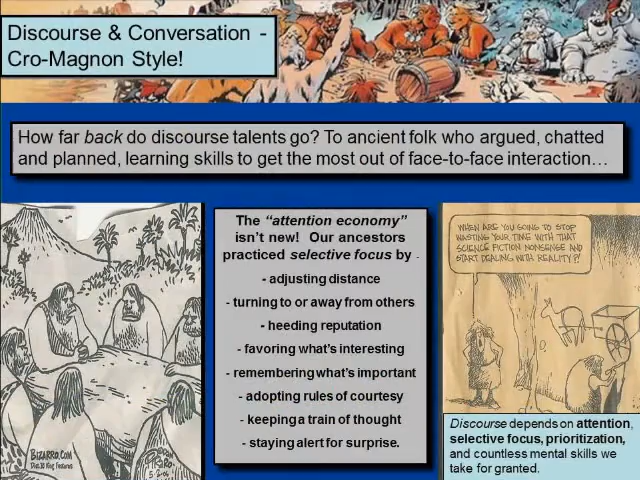 Discourse & Conversation -
Cro-Magnon Style!
How far back do discourse talents go? To ancient folk who argued, chatted
and planned, learning skills to get the most out of face-to-face interaction…
The "attention economy"
isn't new! Our ancestors
practiced selective focus by -
- adjusting distance
- turning to or away from others
- heeding reputation
- favoring what's interesting
- remembering what's important
- adopting rules of courtesy
- keeping a train of thought
- staying alert for surprise.
BIZARRO.COM
Dist. by King Features
WHEN ARE YOU GOING TO STOP
WASTING YOUR TIME WITH THAT
SCIENCE FICTION NONSENSE AND
START DEALING WITH REALITY?!
Discourse depends on attention,
selective focus, prioritization,
and countless mental skills we
take for granted.